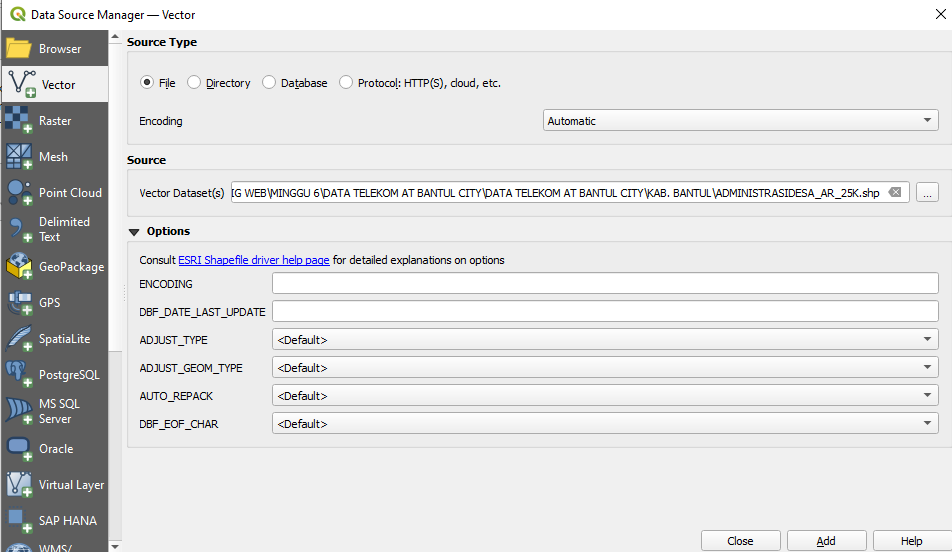 Data Source Manager — Vector
Browser
Vector
Raster
Mesh
Point Cloud
Delimited
Text
GeoPackage
GPS
SpatiaLite
PostgreSQL
MS SQL
Server
Oracle
Virtual Layer
SAP HANA
WMS/
Source Type
File
Directory
Database
Protocol: HTTP(S), cloud, etc.
Encoding
Automatic
Source
Vector Dataset(s)
IG WEB\MINGGU 6\DATA TELEKOM AT BANTUL CITY\DATA TELEKOM AT BANTUL CITY\KAB. BANTUL\ADMINISTRASIDESA_AR_25K.shp
...
Options
Consult ESRI Shapefile driver help page for detailed explanations on options
ENCODING
DBF_DATE_LAST_UPDATE
ADJUST_TYPE
<Default>
ADJUST_GEOM_TYPE
<Default>
AUTO_REPACK
<Default>
DBF_EOF_CHAR
<Default>
Close
Add
Help